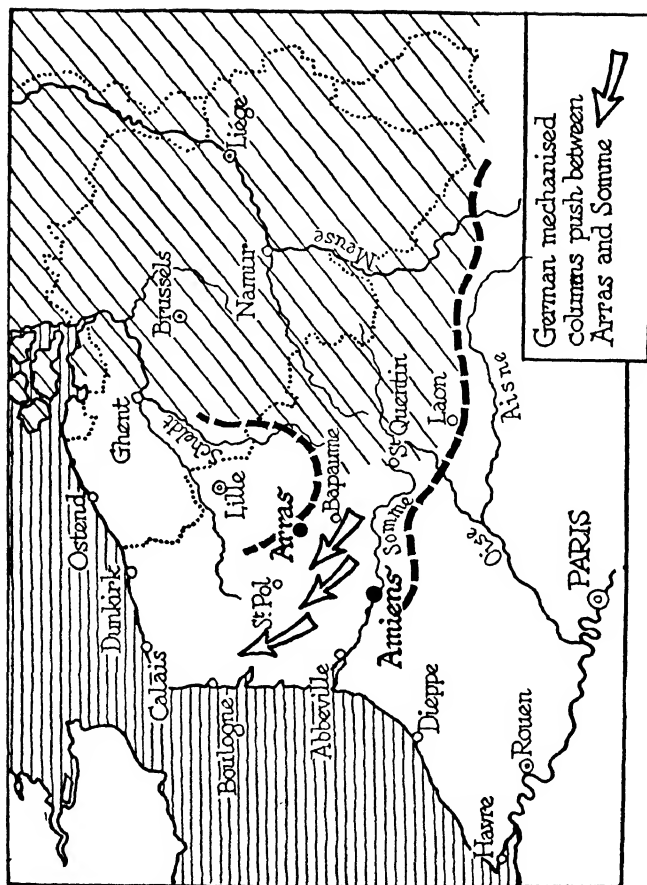 Ostend
Dunkirk
Calais
Boulogne
Abbeville
Dieppe
Havre
Rouen
PARIS
Ghent
Scheldt
Lille
Arras
Bapaume
St. Pol
Amiens
Somme
St Quentin
Laon
Oise
Aisne
Brussels
Namur
Meuse
Liége
German mechanised
columns push between
Arras and Somme